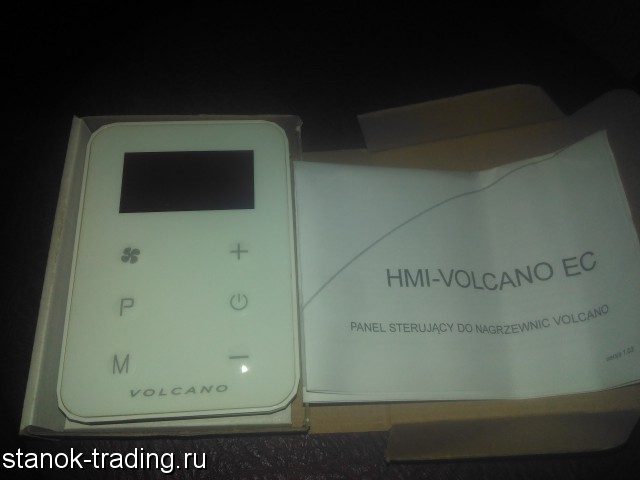 P
M
VOLCANO
HMI-VOLCANO EC
PANEL STERUJĄCY DO NAGRZEWNIC VOLCANO
stanok-trading.ru